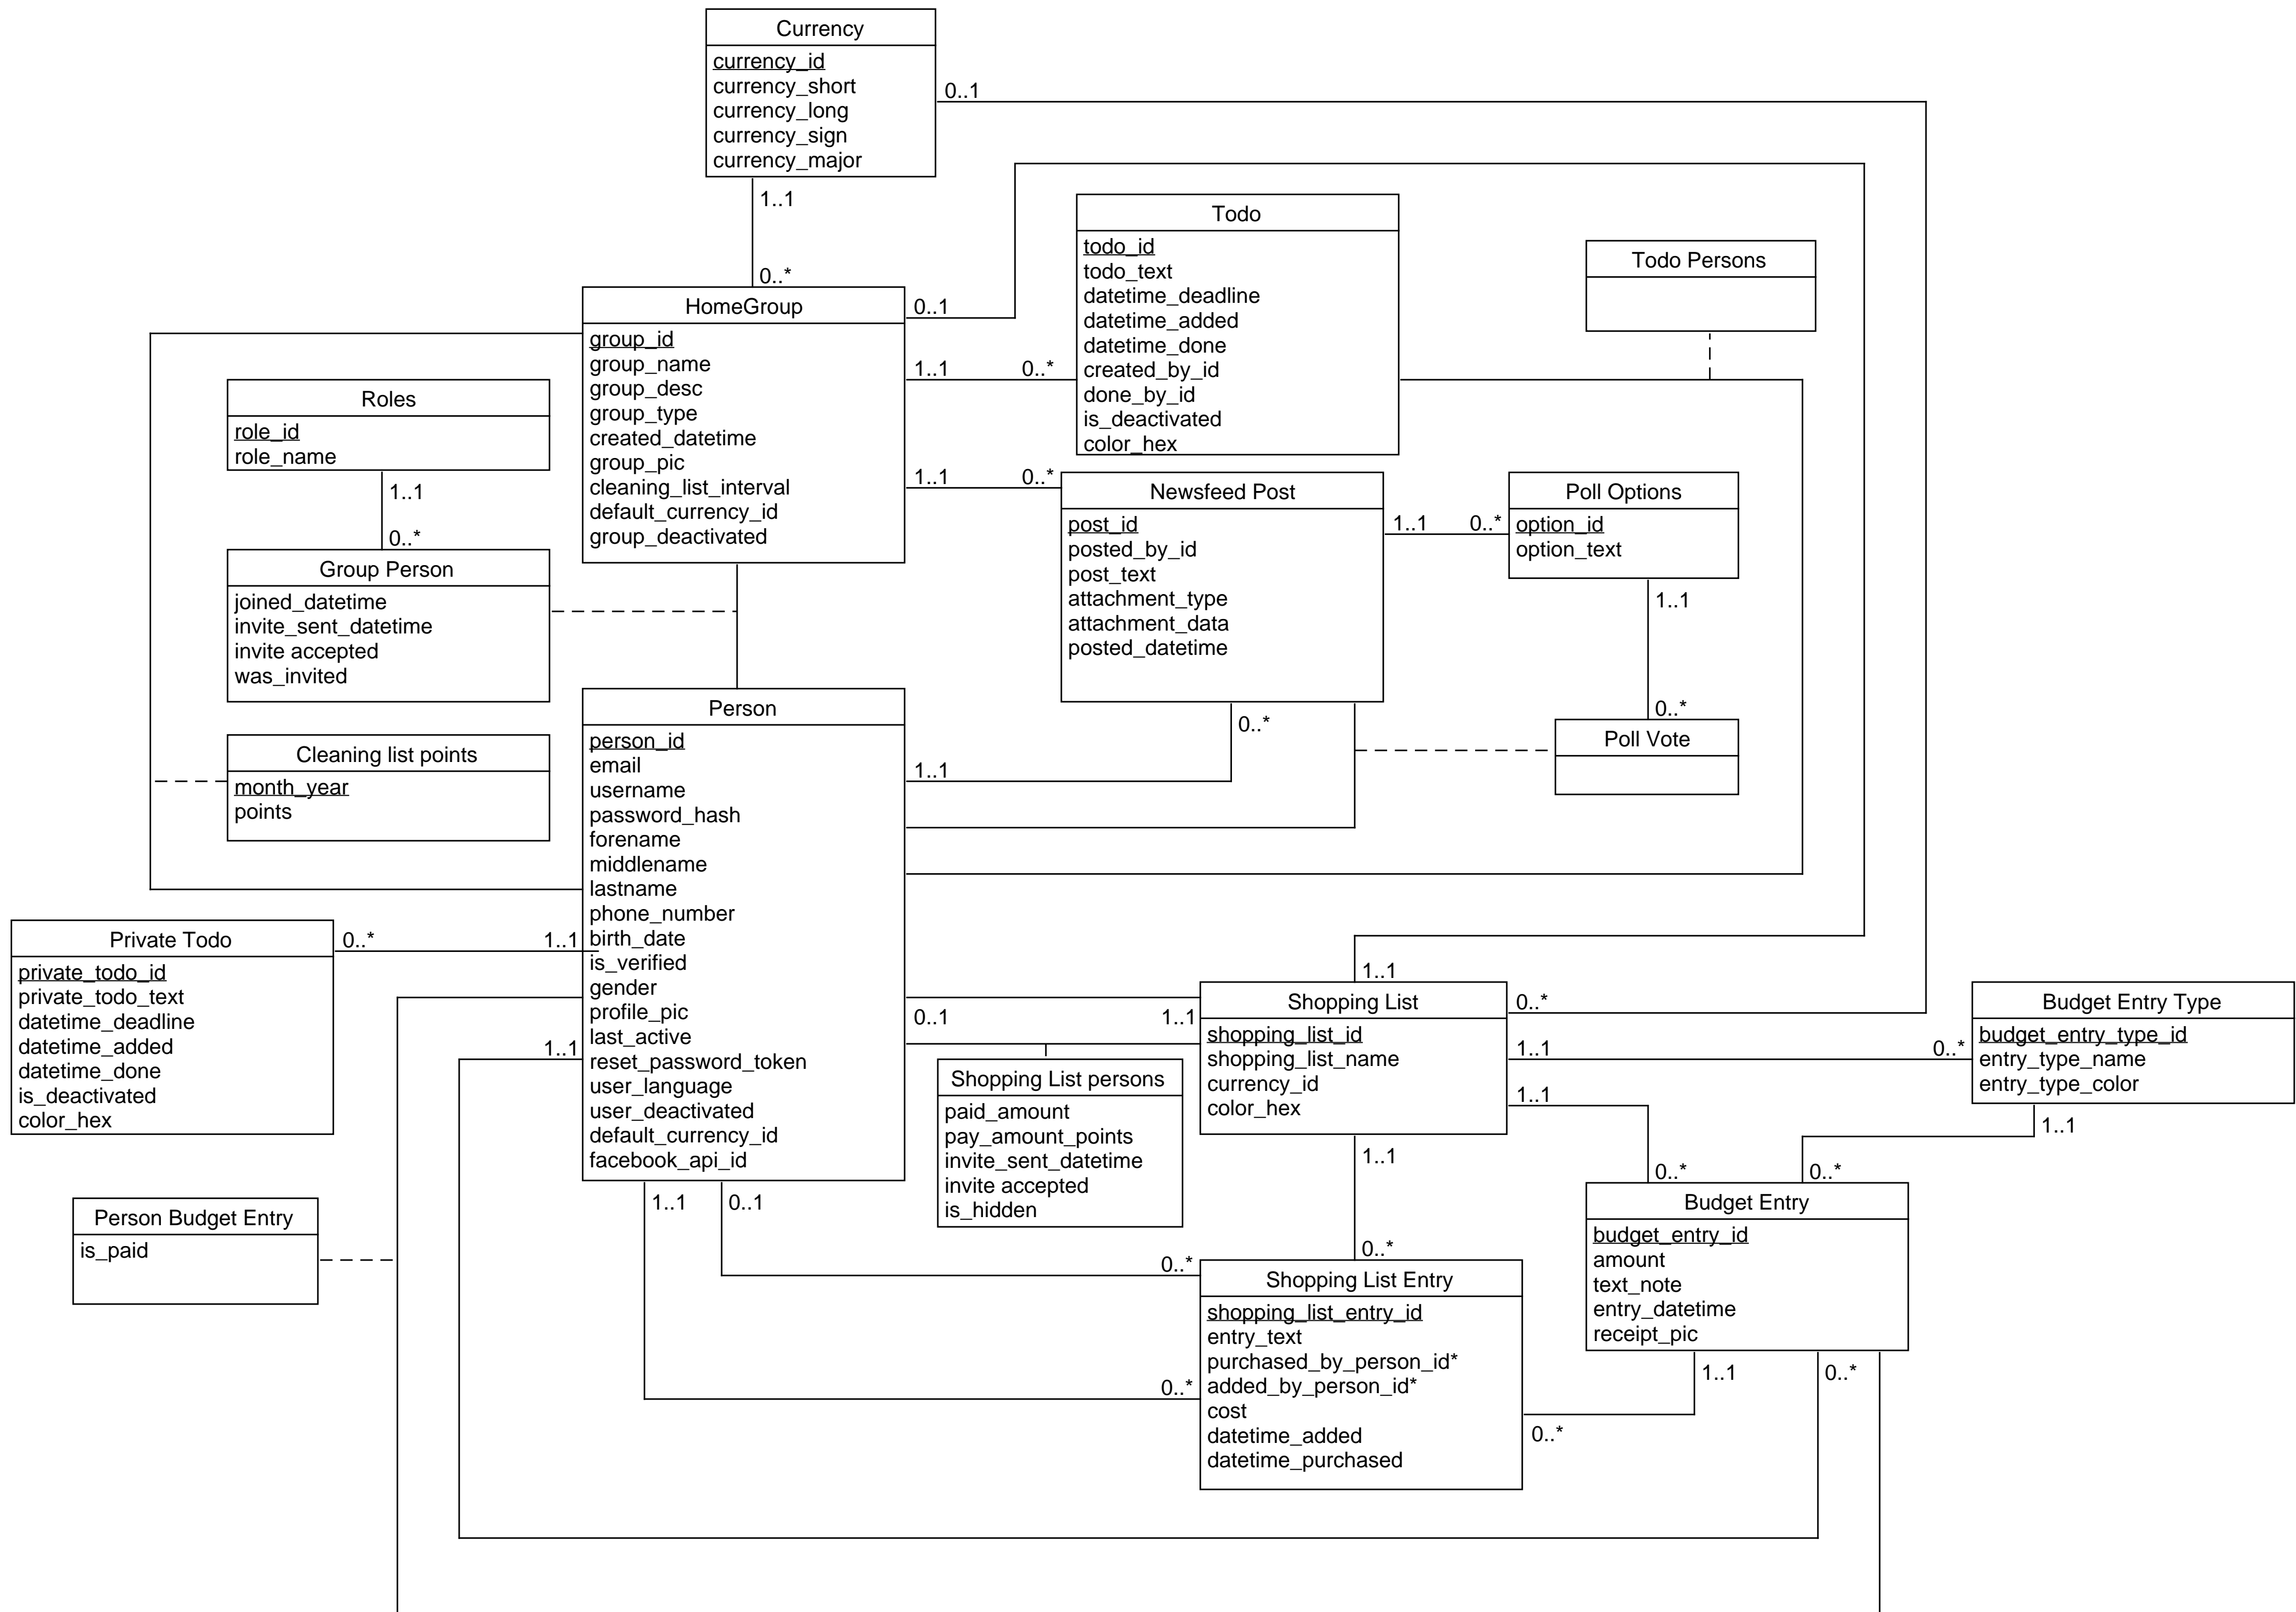 Currency
currency_id
currency_short
currency_long
currency_sign
currency_major
0..1
1..1
0..*
HomeGroup
group_id
group_name
group_desc
group_type
created_datetime
group_pic
cleaning_list_interval
default_currency_id
group_deactivated
0..1
1..1
0..*
1..1
0..*
Todo
todo_id
todo_text
datetime_deadline
datetime_added
datetime_done
created_by_id
done_by_id
is_deactivated
color_hex
Todo Persons
Roles
role_id
role_name
1..1
0..*
Group Person
joined_datetime
invite_sent_datetime
invite accepted
was_invited
Newsfeed Post
post_id
posted_by_id
post_text
attachment_type
attachment_data
posted_datetime
1..1
0..*
Poll Options
option_id
option_text
1..1
0..*
Poll Vote
0..*
1..1
Cleaning list points
month_year
points
Person
person_id
email
username
password_hash
forename
middlename
lastname
phone_number
birth_date
is_verified
gender
profile_pic
last_active
reset_password_token
user_language
user_deactivated
default_currency_id
facebook_api_id
Private Todo
private_todo_id
private_todo_text
datetime_deadline
datetime_added
datetime_done
is_deactivated
color_hex
0..*
1..1
1..1
0..1
1..1
1..1
Shopping List
shopping_list_id
shopping_list_name
currency_id
color_hex
0..*
1..1
0..*
1..1
Budget Entry Type
budget_entry_type_id
entry_type_name
entry_type_color
1..1
Shopping List persons
paid_amount
pay_amount_points
invite_sent_datetime
invite accepted
is_hidden
1..1
0..*
0..*
0..*
Budget Entry
budget_entry_id
amount
text_note
entry_datetime
receipt_pic
Person Budget Entry
is_paid
1..1
0..1
0..*
0..*
Shopping List Entry
shopping_list_entry_id
entry_text
purchased_by_person_id*
added_by_person_id*
cost
datetime_added
datetime_purchased
1..1
0..*
0..*